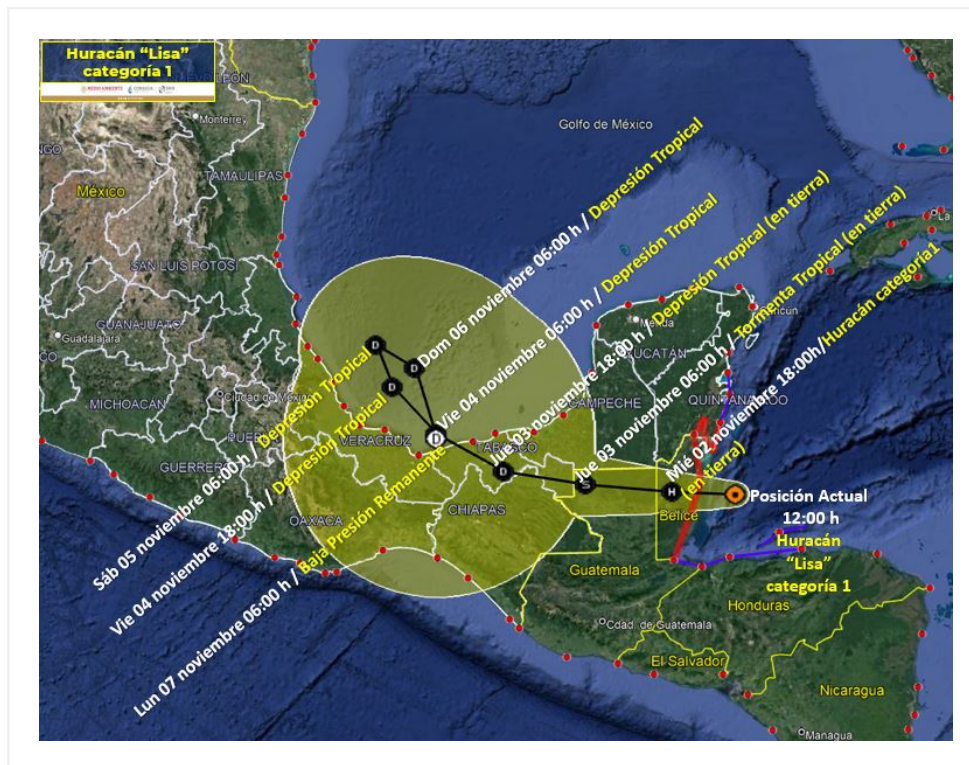 Huracán “Lisa”
categoría 1
MEDIO AMBIENTE
CONAGUA
Monterrey
Golfo de México
TAMAULIPAS
México
SAN LUIS POTOSÍ
GUANAJUATO
Guadalajara
Ciudad de México
MICHOACAN
GUERRERO
VERACRUZ
TABASCO
OAXACA
CHIAPAS
CAMPECHE
Mérida
YUCATÁN
Cancún
QUINTANA ROO
La
D
D
D
D
D
S
H
Dom 06 noviembre 06:00 h / Depresión Tropical
Vie 04 noviembre 06:00 h / Depresión Tropical
Jue 03 noviembre 18:00 h / Depresión Tropical (en tierra)
Jue 03 noviembre 06:00 h / Tormenta Tropical (en tierra)
Mié 02 noviembre 18:00h/Huracán categoría1
(en tierra)
Sáb 05 noviembre 06:00 h / Depresión Tropical
Vie 04 noviembre 18:00 h / Depresión Tropical
Lun 07 noviembre 06:00 h / Baja Presión Remanente
Posición Actual
12:00 h
Huracán
“Lisa”
categoría 1
Belice
Guatemala
Cdad. de Guatemala
Honduras
El Salvador
Nicaragua
Managua